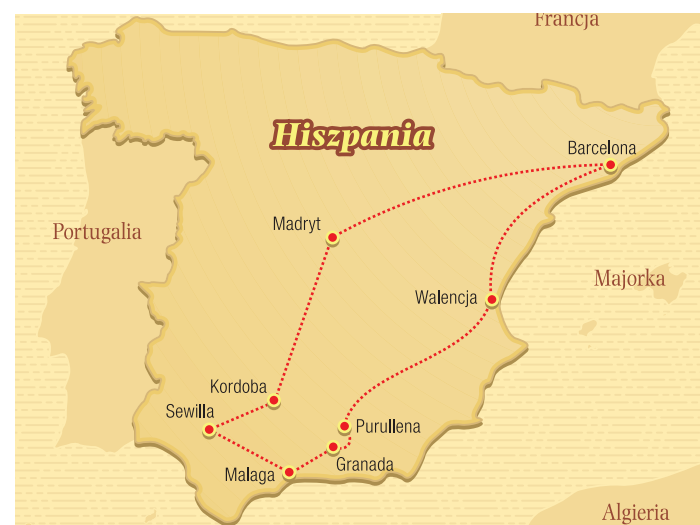 Francja
Hiszpania
Barcelona
Madryt
Portugalia
Majorka
Walencja
Kordoba
Sewilla
Purullena
Granada
Malaga
Algieria